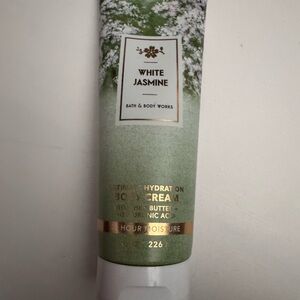 WHITE
JASMINE
BATH & BODY WORKS
HYDRATION
BODY CREAM
BUTTER +
HOUR MOISTURE
226